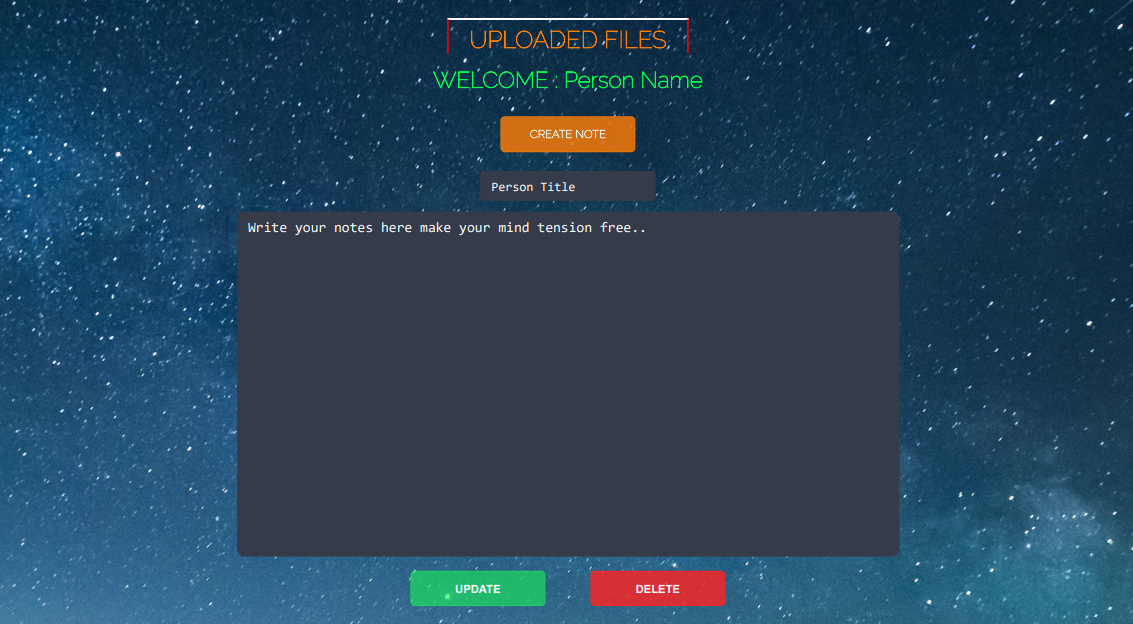 UPLOADED FILES
WELCOME : Person Name
CREATE NOTE
Person Title
Write your notes here make your mind tension free..
UPDATE
DELETE